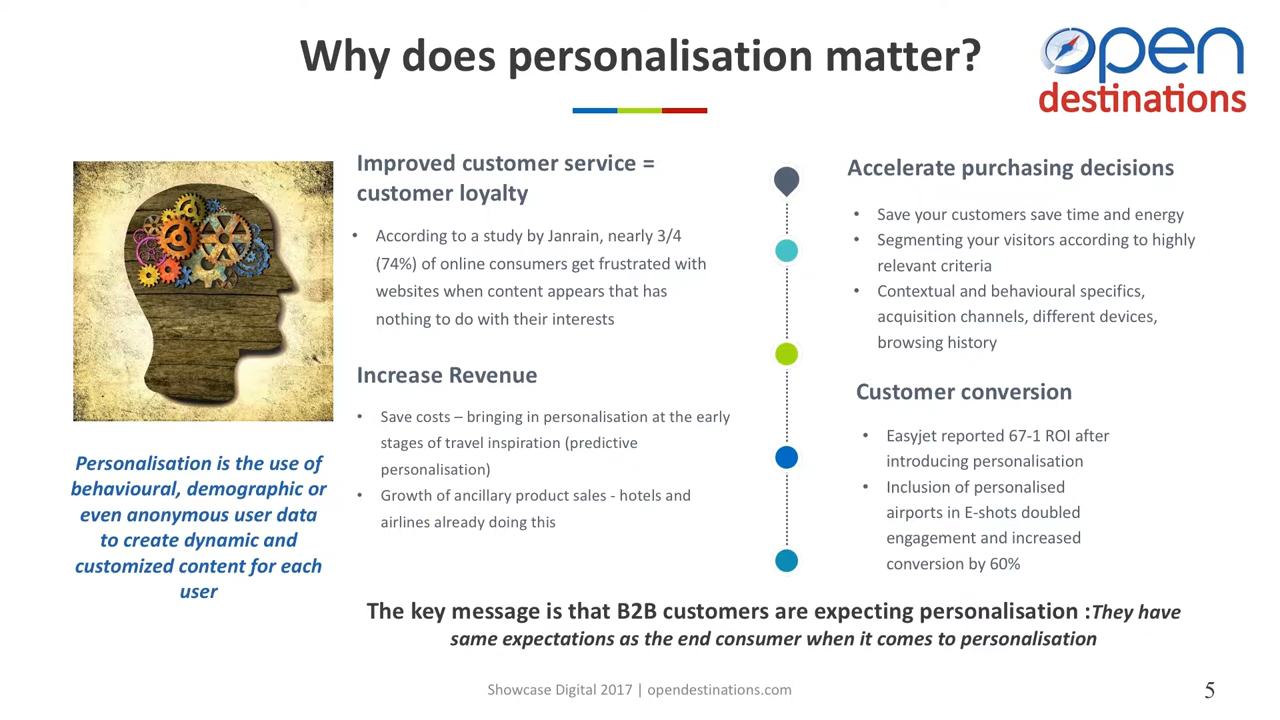 Why does personalisation matter?
open
destinations
Improved customer service =
customer loyalty
• According to a study by Janrain, nearly 3/4
(74%) of online consumers get frustrated with
websites when content appears that has
nothing to do with their interests
Increase Revenue
• Save costs – bringing in personalisation at the early
stages of travel inspiration (predictive
personalisation)
• Growth of ancillary product sales - hotels and
airlines already doing this
Accelerate purchasing decisions
• Save your customers save time and energy
• Segmenting your visitors according to highly
relevant criteria
• Contextual and behavioural specifics,
acquisition channels, different devices,
browsing history
Customer conversion
• Easyjet reported 67-1 ROI after
introducing personalisation
• Inclusion of personalised
airports in E-shots doubled
engagement and increased
conversion by 60%
Personalisation is the use of
behavioural, demographic or
even anonymous user data
to create dynamic and
customized content for each
user
The key message is that B2B customers are expecting personalisation :They have
same expectations as the end consumer when it comes to personalisation
Showcase Digital 2017 | opendestinations.com
5